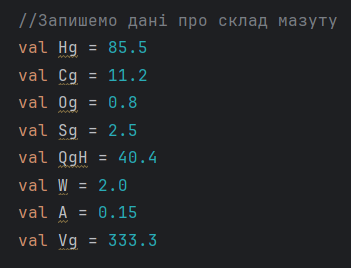 //Запишемо дані про склад мазуту
val Hg = 85.5
val Cg = 11.2
val Og = 0.8
val Sg = 2.5
val QgH = 40.4
val W = 2.0
val A = 0.15
val Vg = 333.3